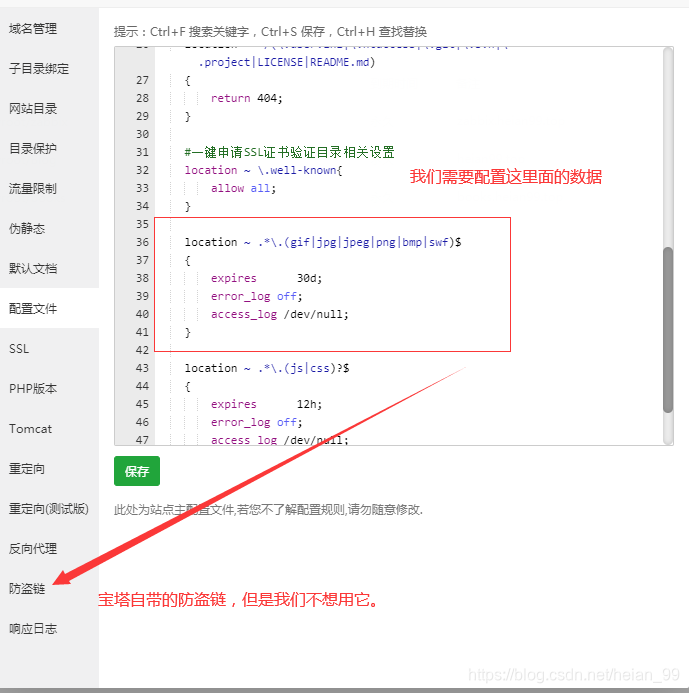 域名管理
子目录绑定
网站目录
目录保护
流量限制
伪静态
默认文档
配置文件
SSL
PHP版本
Tomcat
重定向
重定向(测试版)
反向代理
防盗链
响应日志
提示：Ctrl+F 搜索关键字，Ctrl+S 保存，Ctrl+H 查找替换
.project|LICENSE|README.md)
27 {
28 return 404;
29 }
30
31 #一键申请SSL证书验证目录相关设置
32 location ~ \.well-known{
33 allow all;
34 }
35
36 location ~ .*\.(gif|jpg|jpeg|png|bmp|swf)$
37 {
38 expires 30d;
39 error_log off;
40 access_log /dev/null;
41 }
42
43 location ~ .*\.(js|css)?$
44 {
45 expires 12h;
46 error_log off;
47 access_log /dev/null;
我们需要配置这里面的数据
保存
此处为站点主配置文件,若您不了解配置规则,请勿随意修改.
宝塔自带的防盗链，但是我们不想用它。
https://blog.csdn.net/heian_99